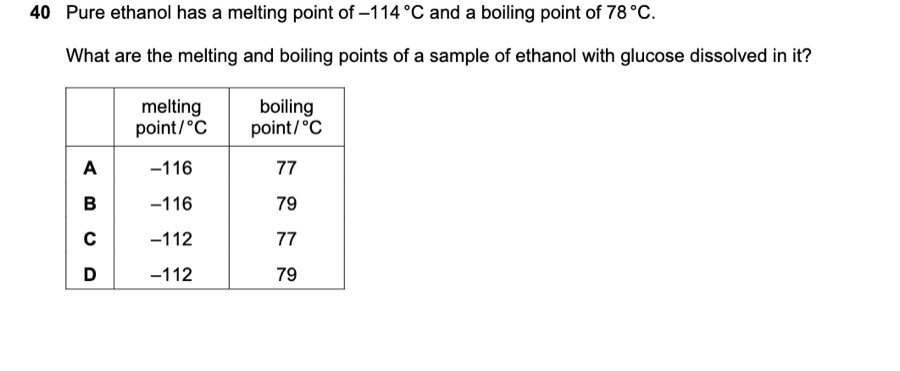 40 Pure ethanol has a melting point of –114 °C and a boiling point of 78 °C.
What are the melting and boiling points of a sample of ethanol with glucose dissolved in it?
melting point / °C boiling point / °C
A –116 77
B –116 79
C –112 77
D –112 79